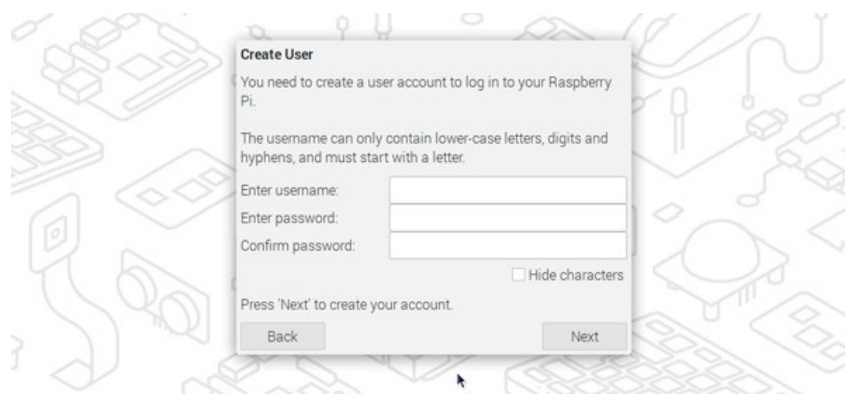 Create User
You need to create a user account to log in to your Raspberry
Pi.
The username can only contain lower-case letters, digits and
hyphens, and must start with a letter.
Enter username:
Enter password:
Confirm password:
Hide characters
Press 'Next' to create your account.
Back
Next